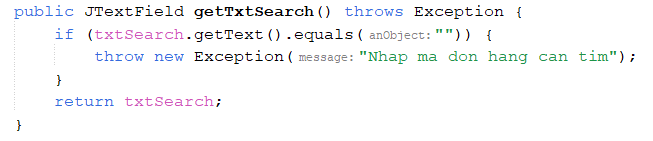 public JTextField getTxtSearch() throws Exception {
if (txtSearch.getText().equals( anObject: "")) {
throw new Exception( message: "Nhap ma don hang can tim");
}
return txtSearch;
}